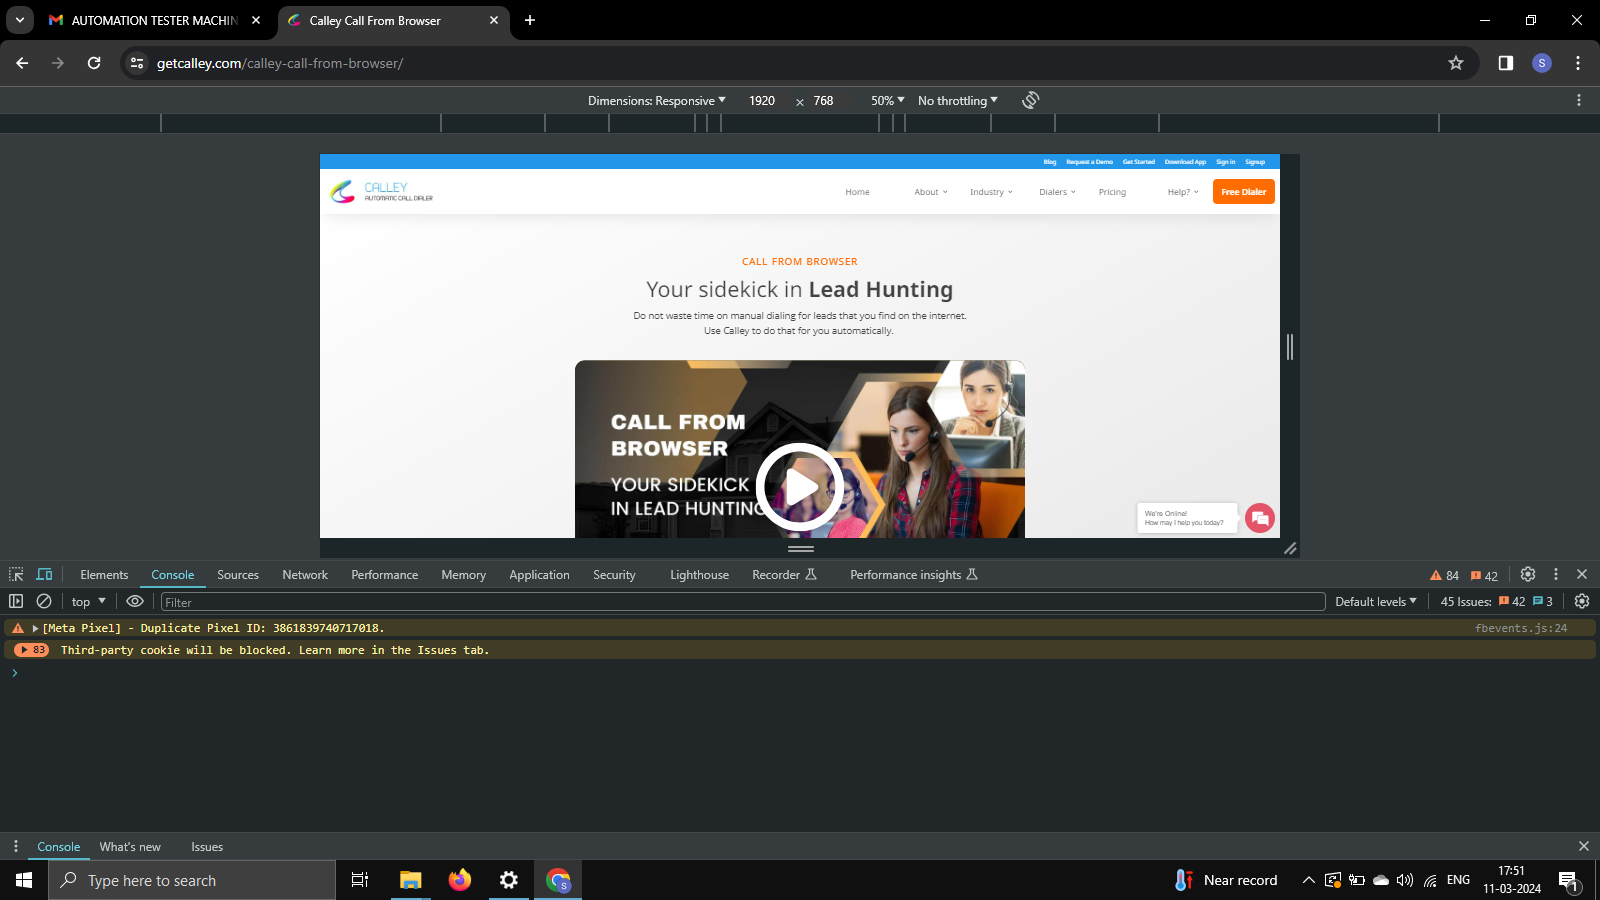 AUTOMATION TESTER MACHIN
Calley Call From Browser
getcalley.com/calley-call-from-browser/
S
Dimensions: Responsive 1920 × 768 50% No throttling
Blog Request a Demo Get Started Download App Sign in Signup
CALLEY
AUTOMATIC CALL DIALER
Home About Industry Dialers Pricing Help? Free Dialer
CALL FROM BROWSER
Your sidekick in Lead Hunting
Do not waste time on manual dialing for leads that you find on the internet.
Use Calley to do that for you automatically.
CALL FROM
BROWSER
YOUR SIDEKICK
IN LEAD HUNTING
We're Online!
How may I help you today?
Elements Console Sources Network Performance Memory Application Security Lighthouse Recorder Performance insights 84 42
top Filter Default levels 45 Issues: 42 3
[Meta Pixel] - Duplicate Pixel ID: 3861839740717018. fbevents.js:24
83 Third-party cookie will be blocked. Learn more in the Issues tab.
Console What's new Issues
Type here to search
S
Near record
ENG
17:51
11-03-2024
1